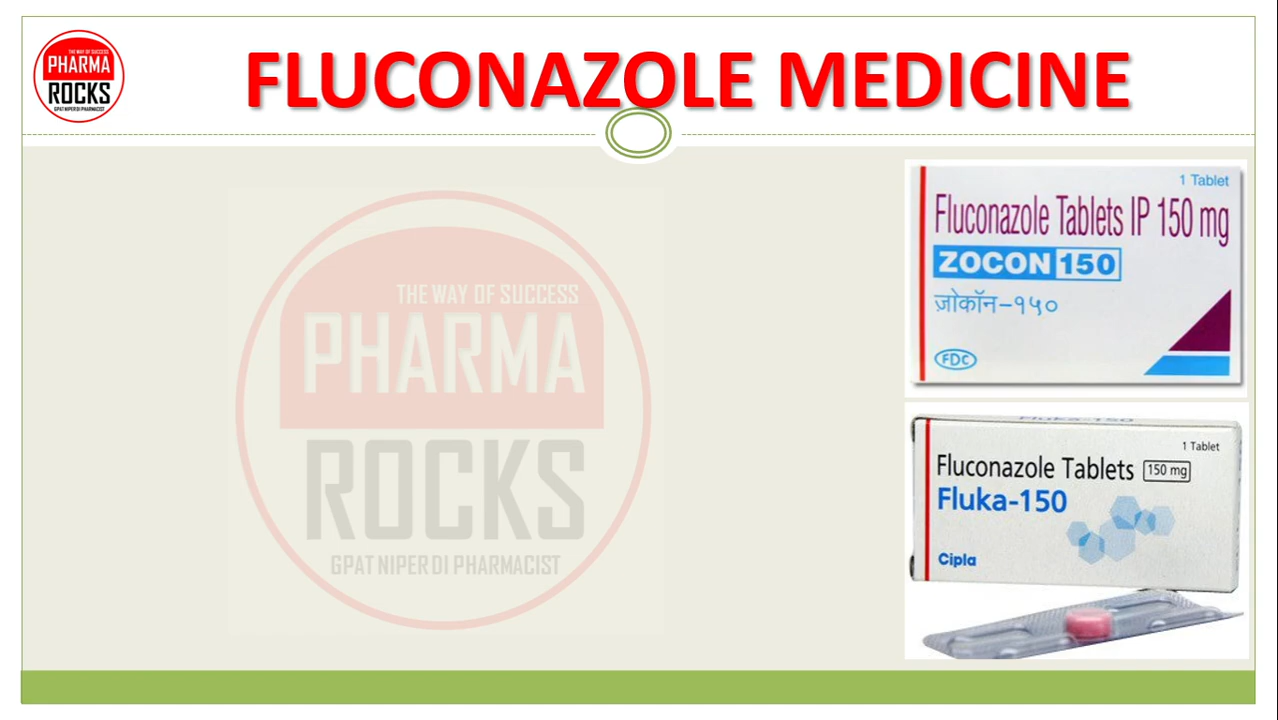 THE WAY OF SUCCESS
PHARMA
ROCKS
GPAT NIPER DI PHARMACIST
FLUCONAZOLE MEDICINE
THE WAY OF SUCCESS
PHARMA
ROCKS
GPAT NIPER DI PHARMACIST
1 Tablet
Fluconazole Tablets IP 150 mg
ZOCON 150
ज़ोकॉन-१५०
FDC
Fluka-150
1 Tablet
Fluconazole Tablets 150 mg
Fluka-150
Cipla